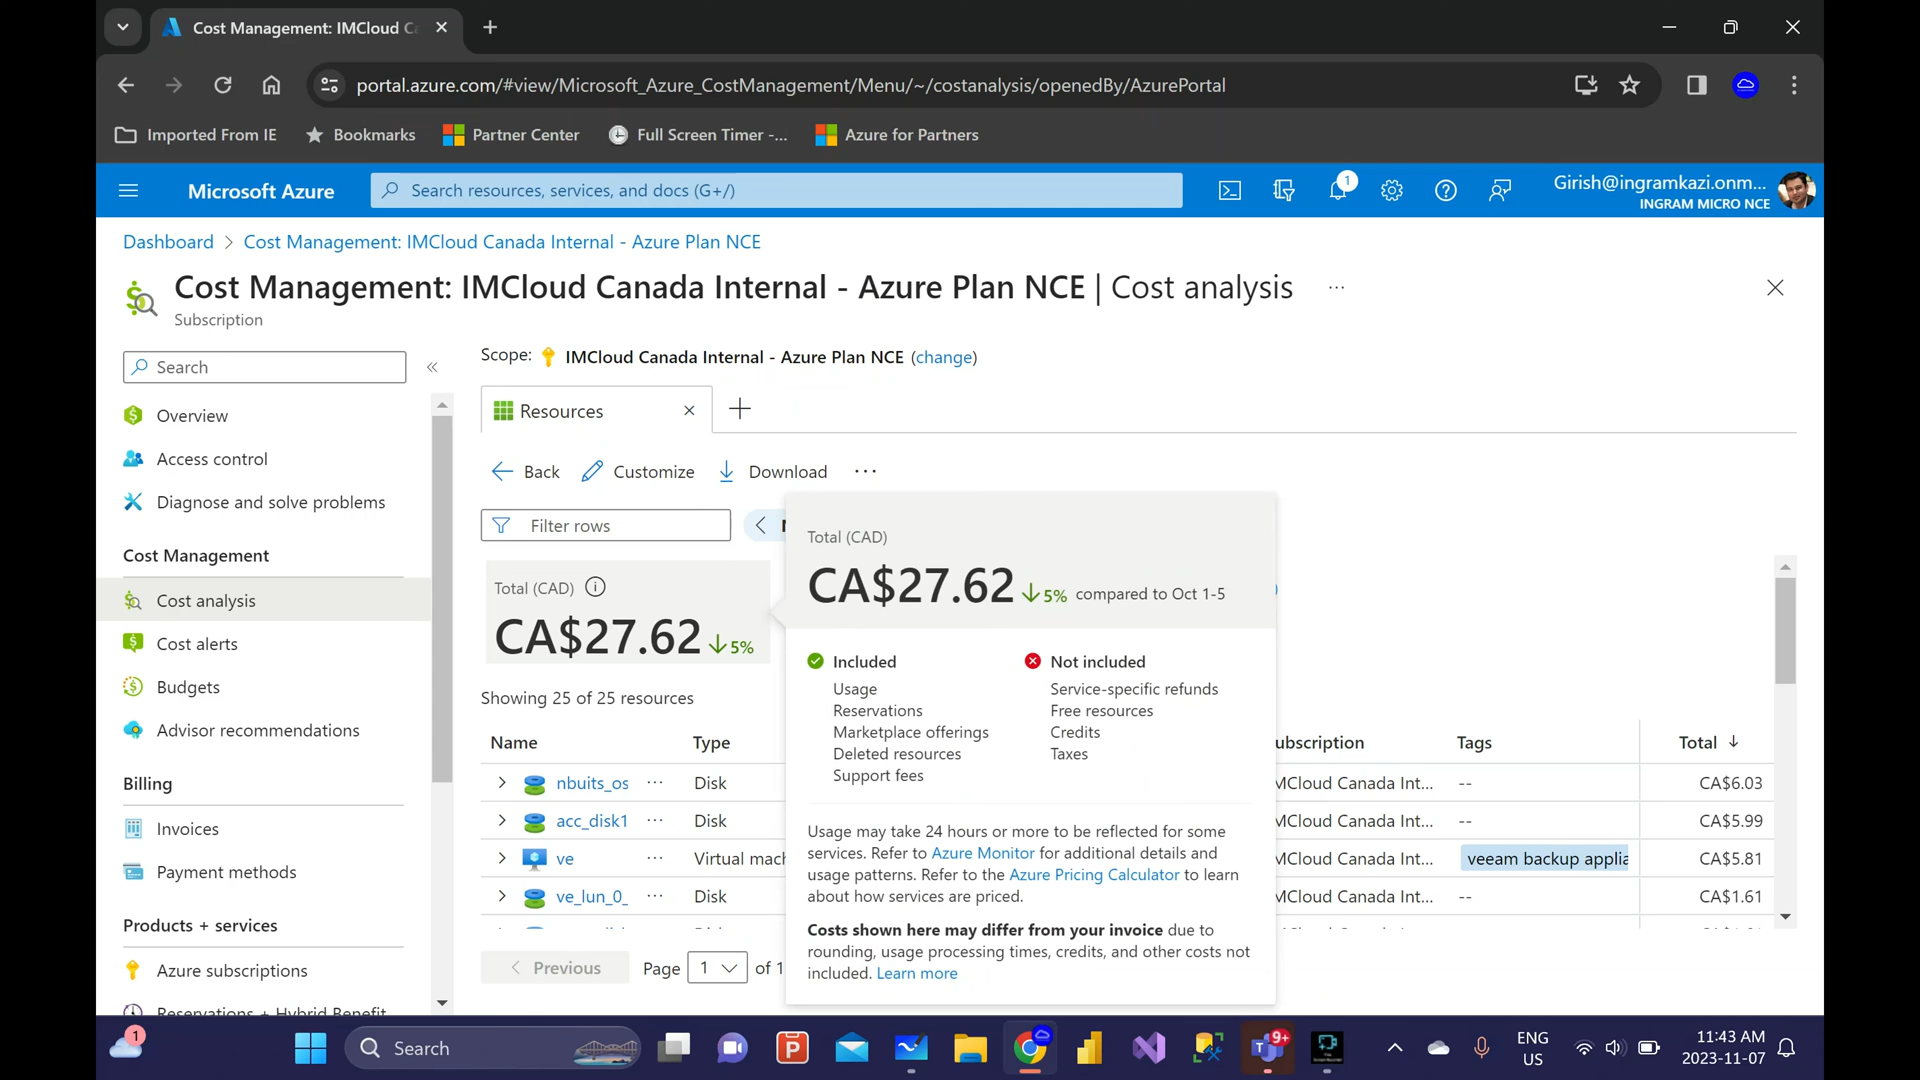 Cost Management: IMCloud Ca
portal.azure.com/#view/Microsoft_Azure_CostManagement/Menu/~/costanalysis/openedBy/AzurePortal
Imported From IE
Bookmarks
Partner Center
Full Screen Timer -...
Azure for Partners
Microsoft Azure
Search resources, services, and docs (G+/)
1
Girish@ingramkazi.onm...
INGRAM MICRO NCE
Dashboard > Cost Management: IMCloud Canada Internal - Azure Plan NCE
Cost Management: IMCloud Canada Internal - Azure Plan NCE | Cost analysis ...
Subscription
Search
Overview
Access control
Diagnose and solve problems
Cost Management
Cost analysis
Cost alerts
Budgets
Advisor recommendations
Billing
Invoices
Payment methods
Products + services
Azure subscriptions
Reservations + Hybrid Benefit
Scope: IMCloud Canada Internal - Azure Plan NCE (change)
Resources
Back
Customize
Download
...
Filter rows
Total (CAD)
CA$27.62 ↓5%
Showing 25 of 25 resources
Total (CAD)
CA$27.62 ↓5% compared to Oct 1-5
Included
Usage
Reservations
Marketplace offerings
Deleted resources
Support fees
Not included
Service-specific refunds
Free resources
Credits
Taxes
Usage may take 24 hours or more to be reflected for some
services. Refer to Azure Monitor for additional details and
usage patterns. Refer to the Azure Pricing Calculator to learn
about how services are priced.
Costs shown here may differ from your invoice due to
rounding, usage processing times, credits, and other costs not
included. Learn more
Name Type ubscription Tags Total ↓
nbuits_os ... Disk MCloud Canada Int... -- CA$6.03
acc_disk1 ... Disk MCloud Canada Int... -- CA$5.99
ve ... Virtual mach MCloud Canada Int... veeam backup applia CA$5.81
ve_lun_0_ ... Disk MCloud Canada Int... -- CA$1.61
Previous
Page 1 of 1
1
Search
9+
ENG
US
11:43 AM
2023-11-07